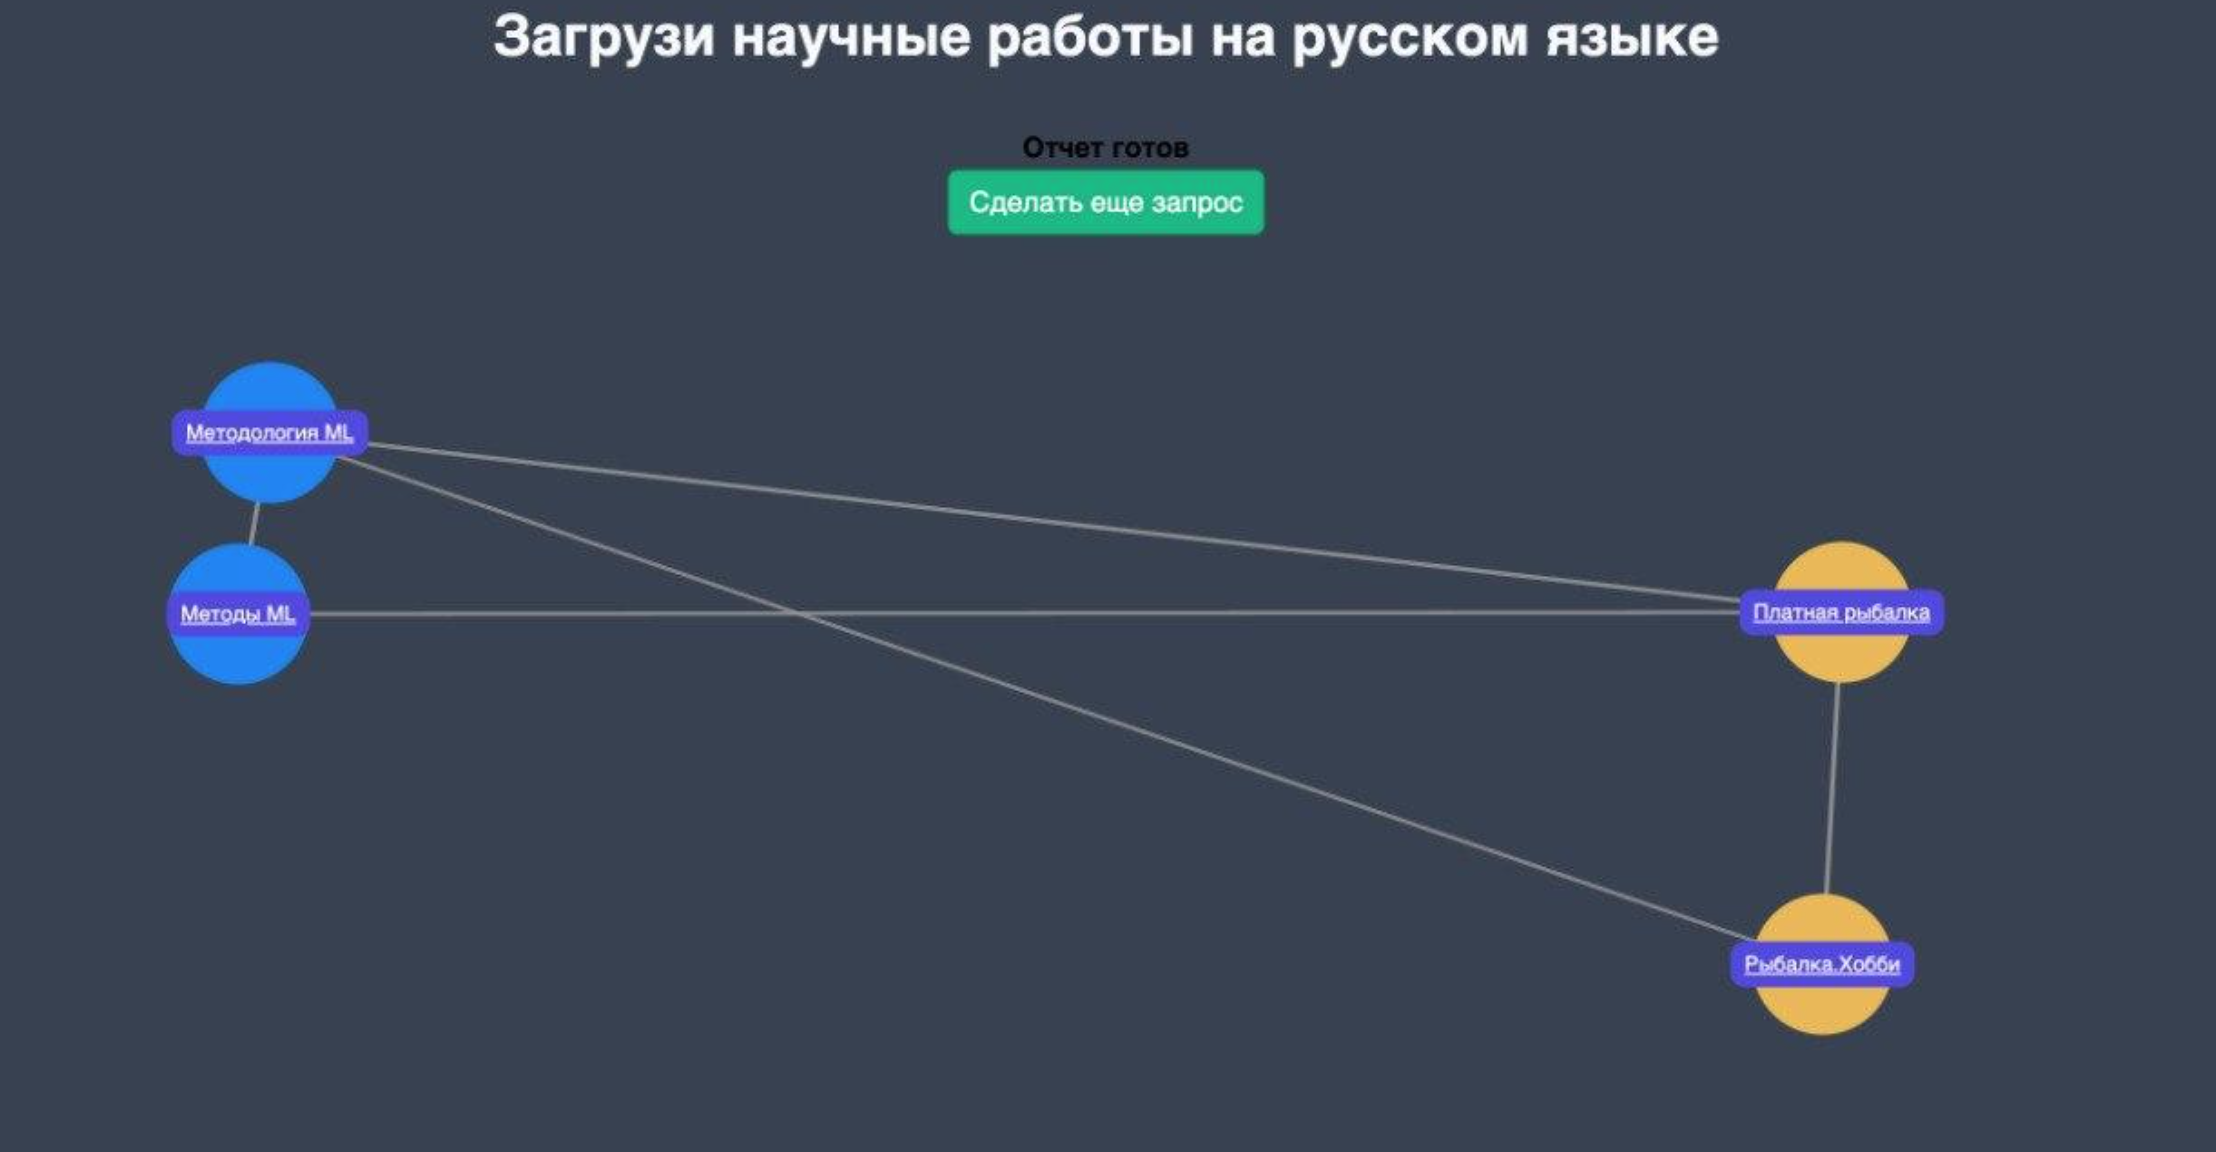 Загрузи научные работы на русском языке
Отчет готов
Сделать еще запрос
Методология ML
Методы ML
Платная рыбалка
Рыбалка.Хобби